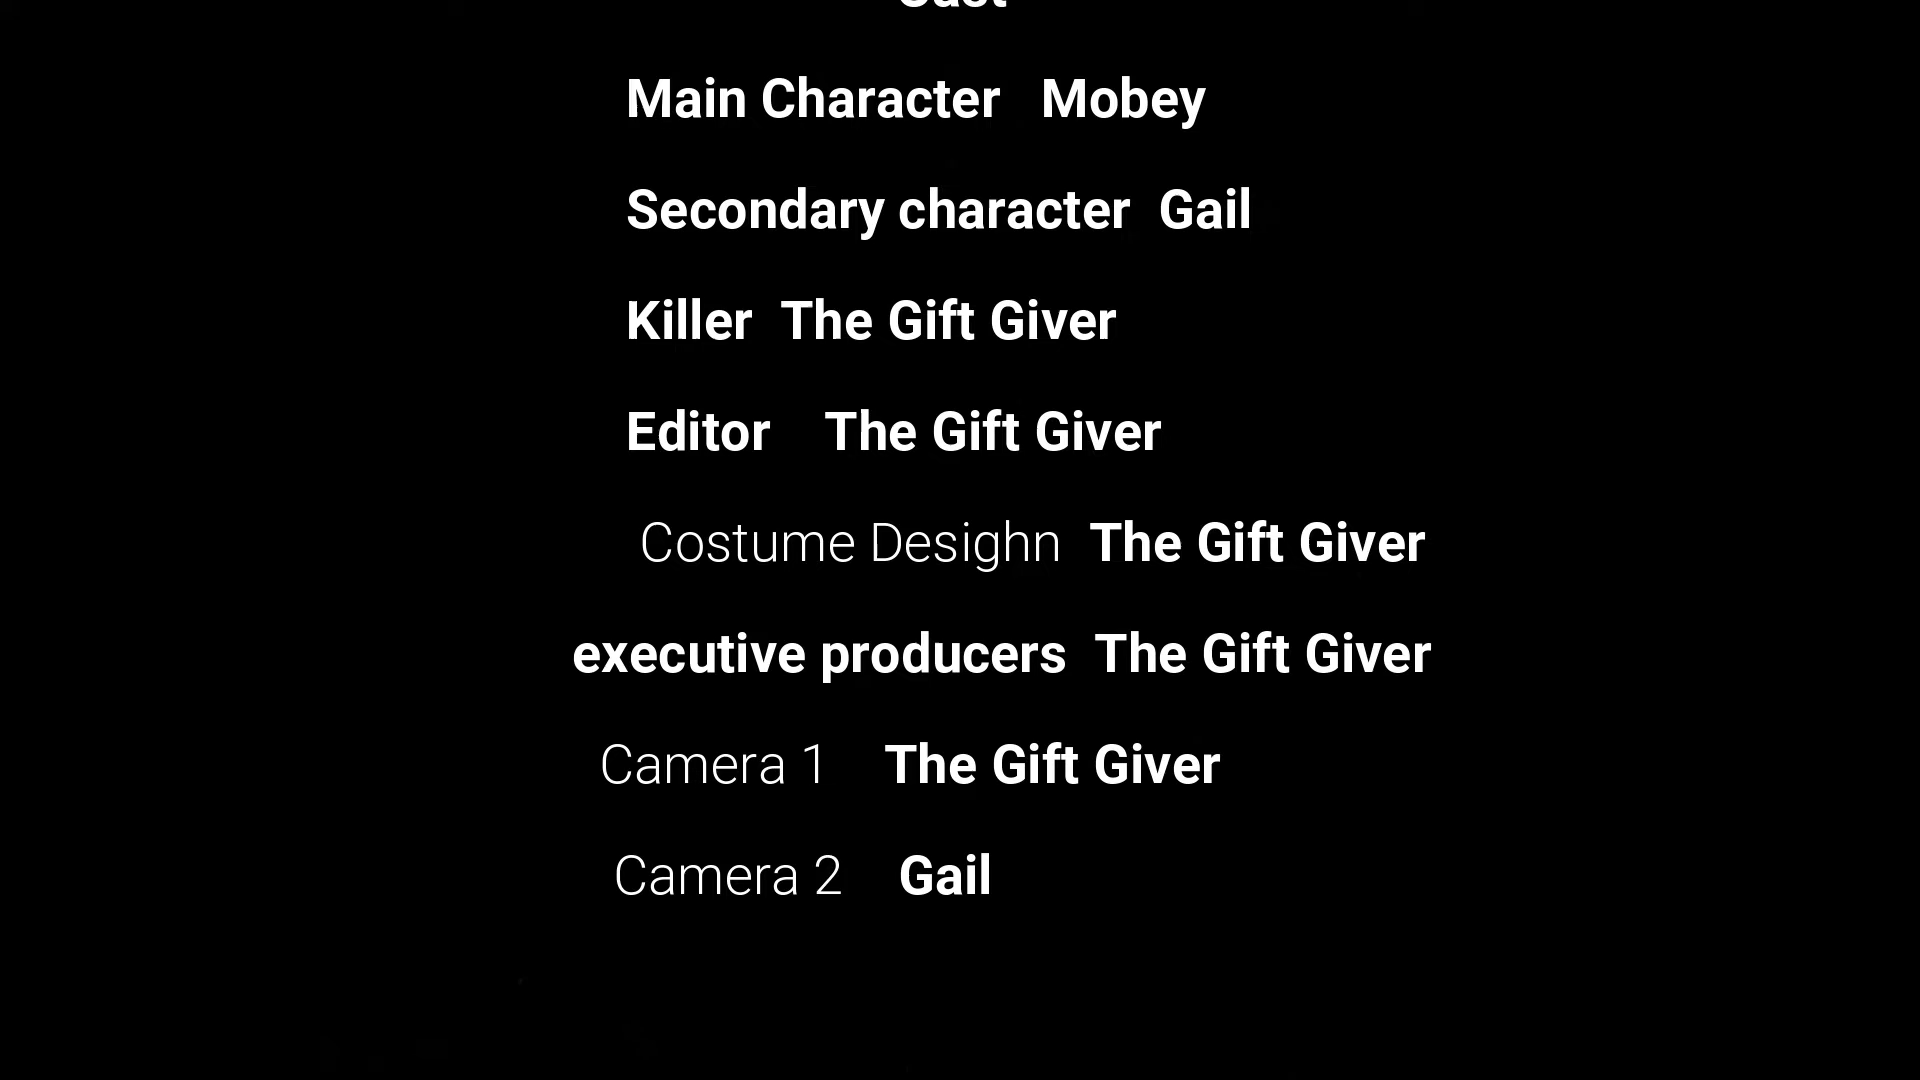 Cast
Main Character Mobey
Secondary character Gail
Killer The Gift Giver
Editor The Gift Giver
Costume Desighn The Gift Giver
executive producers The Gift Giver
Camera 1 The Gift Giver
Camera 2 Gail